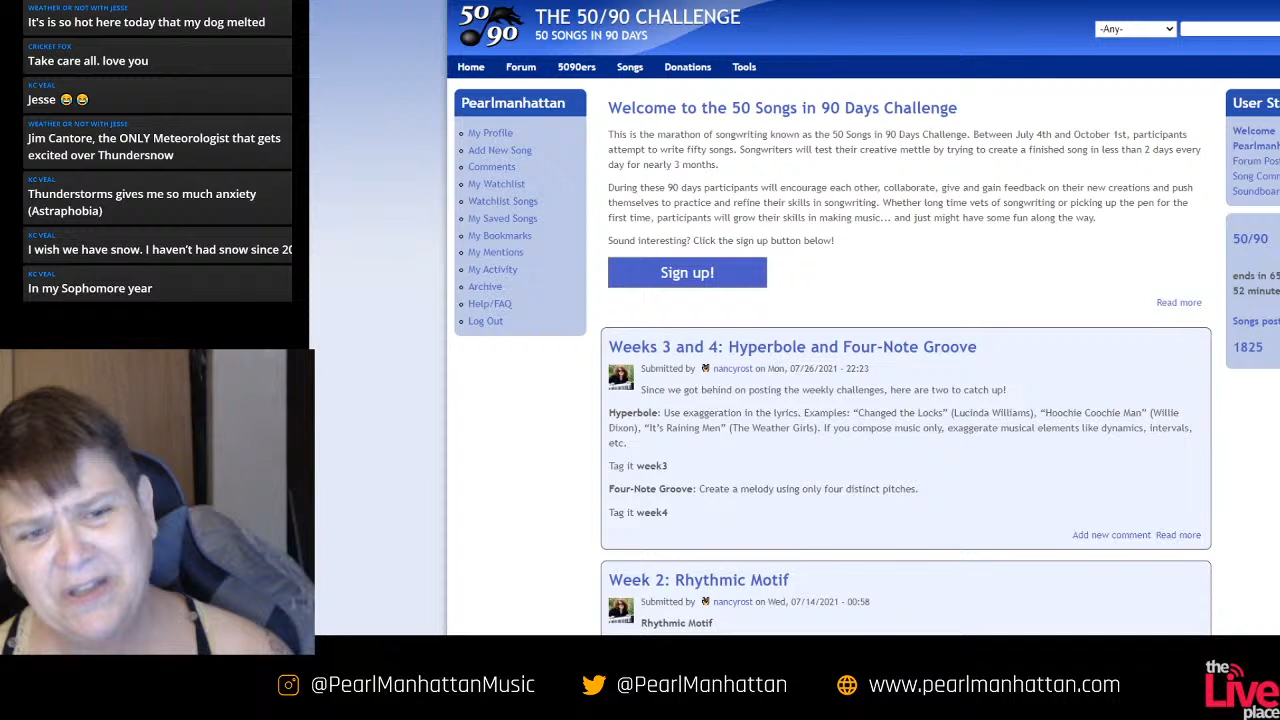 WEATHER OR NOT WITH JESSE
It's is so hot here today that my dog melted
CRICKET FOX
Take care all. love you
KC VEAL
Jesse 😂 😂
WEATHER OR NOT WITH JESSE
Jim Cantore, the ONLY Meteorologist that gets
excited over Thundersnow
KC VEAL
Thunderstorms gives me so much anxiety
(Astraphobia)
KC VEAL
I wish we have snow. I haven't had snow since 20
KC VEAL
In my Sophomore year
50
90
THE 50/90 CHALLENGE
50 SONGS IN 90 DAYS
-Any-
Home Forum 5090ers Songs Donations Tools
Pearlmanhattan
My Profile
Add New Song
Comments
My Watchlist
Watchlist Songs
My Saved Songs
My Bookmarks
My Mentions
My Activity
Archive
Help/FAQ
Log Out
Welcome to the 50 Songs in 90 Days Challenge
This is the marathon of songwriting known as the 50 Songs in 90 Days Challenge. Between July 4th and October 1st, participants
attempt to write fifty songs. Songwriters will test their creative mettle by trying to create a finished song in less than 2 days every
day for nearly 3 months.
During these 90 days participants will encourage each other, collaborate, give and gain feedback on their new creations and push
themselves to practice and refine their skills in songwriting. Whether long time vets of songwriting or picking up the pen for the
first time, participants will grow their skills in making music... and just might have some fun along the way.
Sound interesting? Click the sign up button below!
Sign up!
Read more
Weeks 3 and 4: Hyperbole and Four-Note Groove
Submitted by nancyrost on Mon, 07/26/2021 - 22:23
Since we got behind on posting the weekly challenges, here are two to catch up!
Hyperbole: Use exaggeration in the lyrics. Examples: "Changed the Locks" (Lucinda Williams), "Hoochie Coochie Man" (Willie
Dixon), "It's Raining Men" (The Weather Girls). If you compose music only, exaggerate musical elements like dynamics, intervals,
etc.
Tag it week3
Four-Note Groove: Create a melody using only four distinct pitches.
Tag it week4
Add new comment Read more
Week 2: Rhythmic Motif
Submitted by nancyrost on Wed, 07/14/2021 - 00:58
Rhythmic Motif
User St
Welcome
Pearlmanh
Forum Pos
Song Comm
Soundboar
50/90
ends in 65
52 minute
Songs post
1825
@PearlManhattanMusic @PearlManhattan www.pearlmanhattan.com
the
Live
place